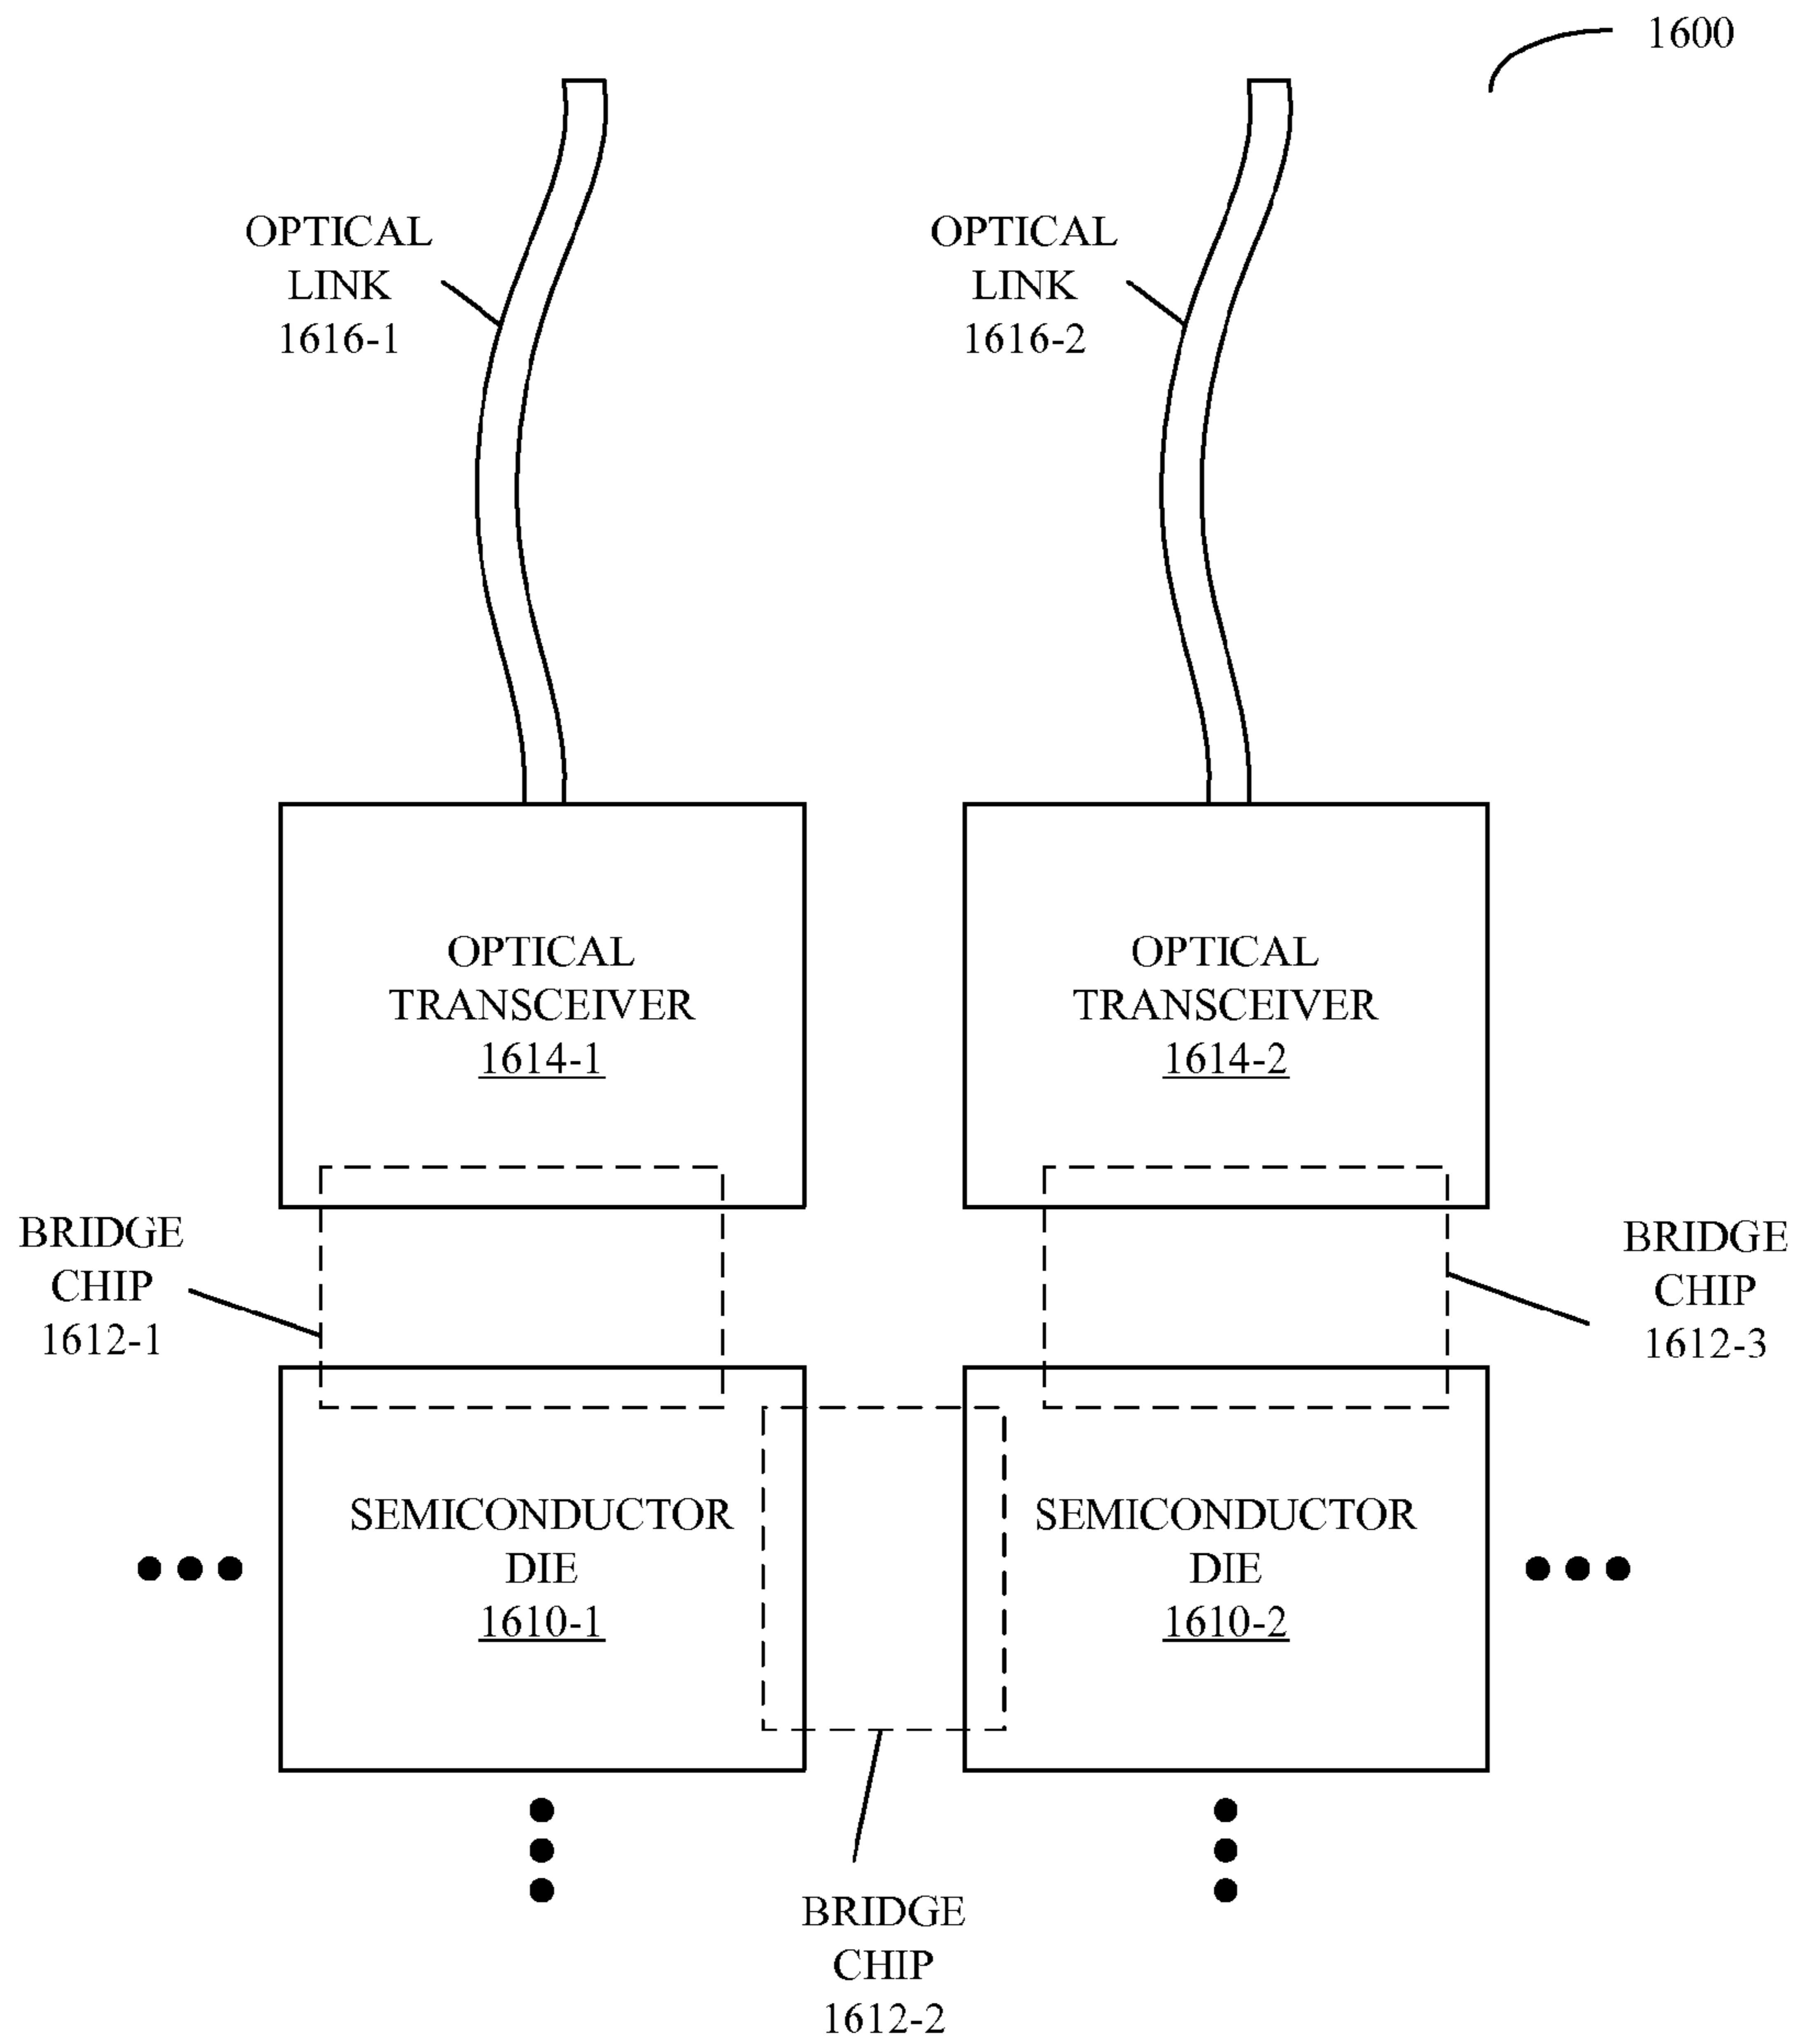 1600
OPTICAL
LINK
1616-1
OPTICAL
LINK
1616-2
OPTICAL
TRANSCEIVER
1614-1
OPTICAL
TRANSCEIVER
1614-2
BRIDGE
CHIP
1612-1
BRIDGE
CHIP
1612-3
SEMICONDUCTOR
DIE
1610-1
SEMICONDUCTOR
DIE
1610-2
BRIDGE
CHIP
1612-2